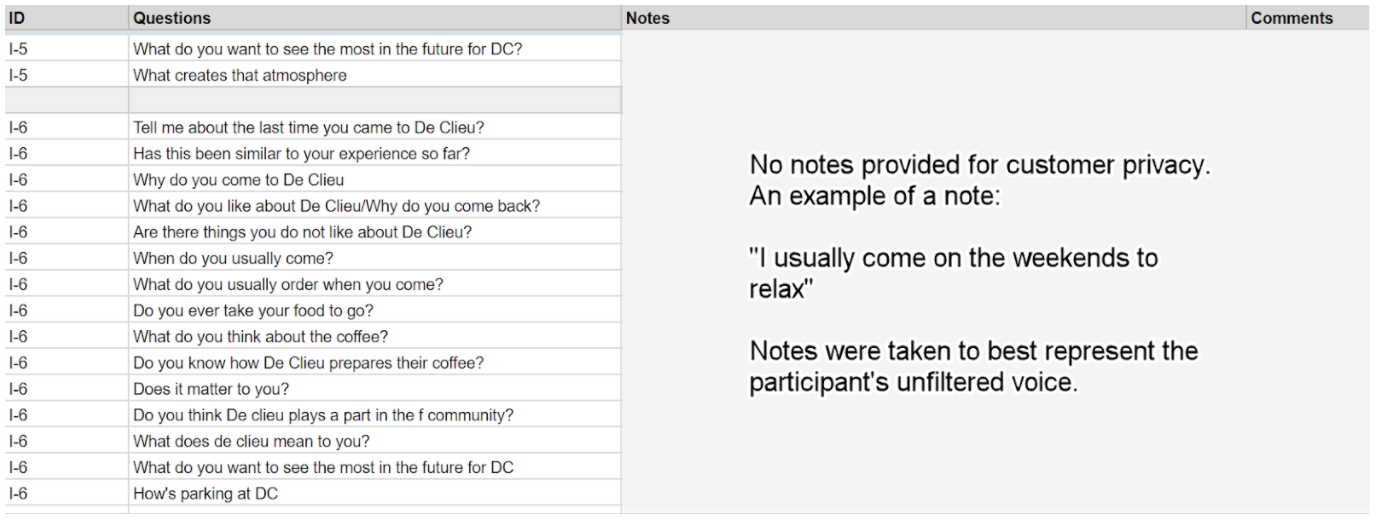 ID Questions Notes Comments
I-5 What do you want to see the most in the future for DC?
I-5 What creates that atmosphere
I-6 Tell me about the last time you came to De Clieu?
I-6 Has this been similar to your experience so far?
I-6 Why do you come to De Clieu
I-6 What do you like about De Clieu/Why do you come back?
I-6 Are there things you do not like about De Clieu?
I-6 When do you usually come?
I-6 What do you usually order when you come?
I-6 Do you ever take your food to go?
I-6 What do you think about the coffee?
I-6 Do you know how De Clieu prepares their coffee?
I-6 Does it matter to you?
I-6 Do you think De clieu plays a part in the f community?
I-6 What does de clieu mean to you?
I-6 What do you want to see the most in the future for DC
I-6 How's parking at DC
No notes provided for customer privacy.
An example of a note:
"I usually come on the weekends to
relax"
Notes were taken to best represent the
participant's unfiltered voice.